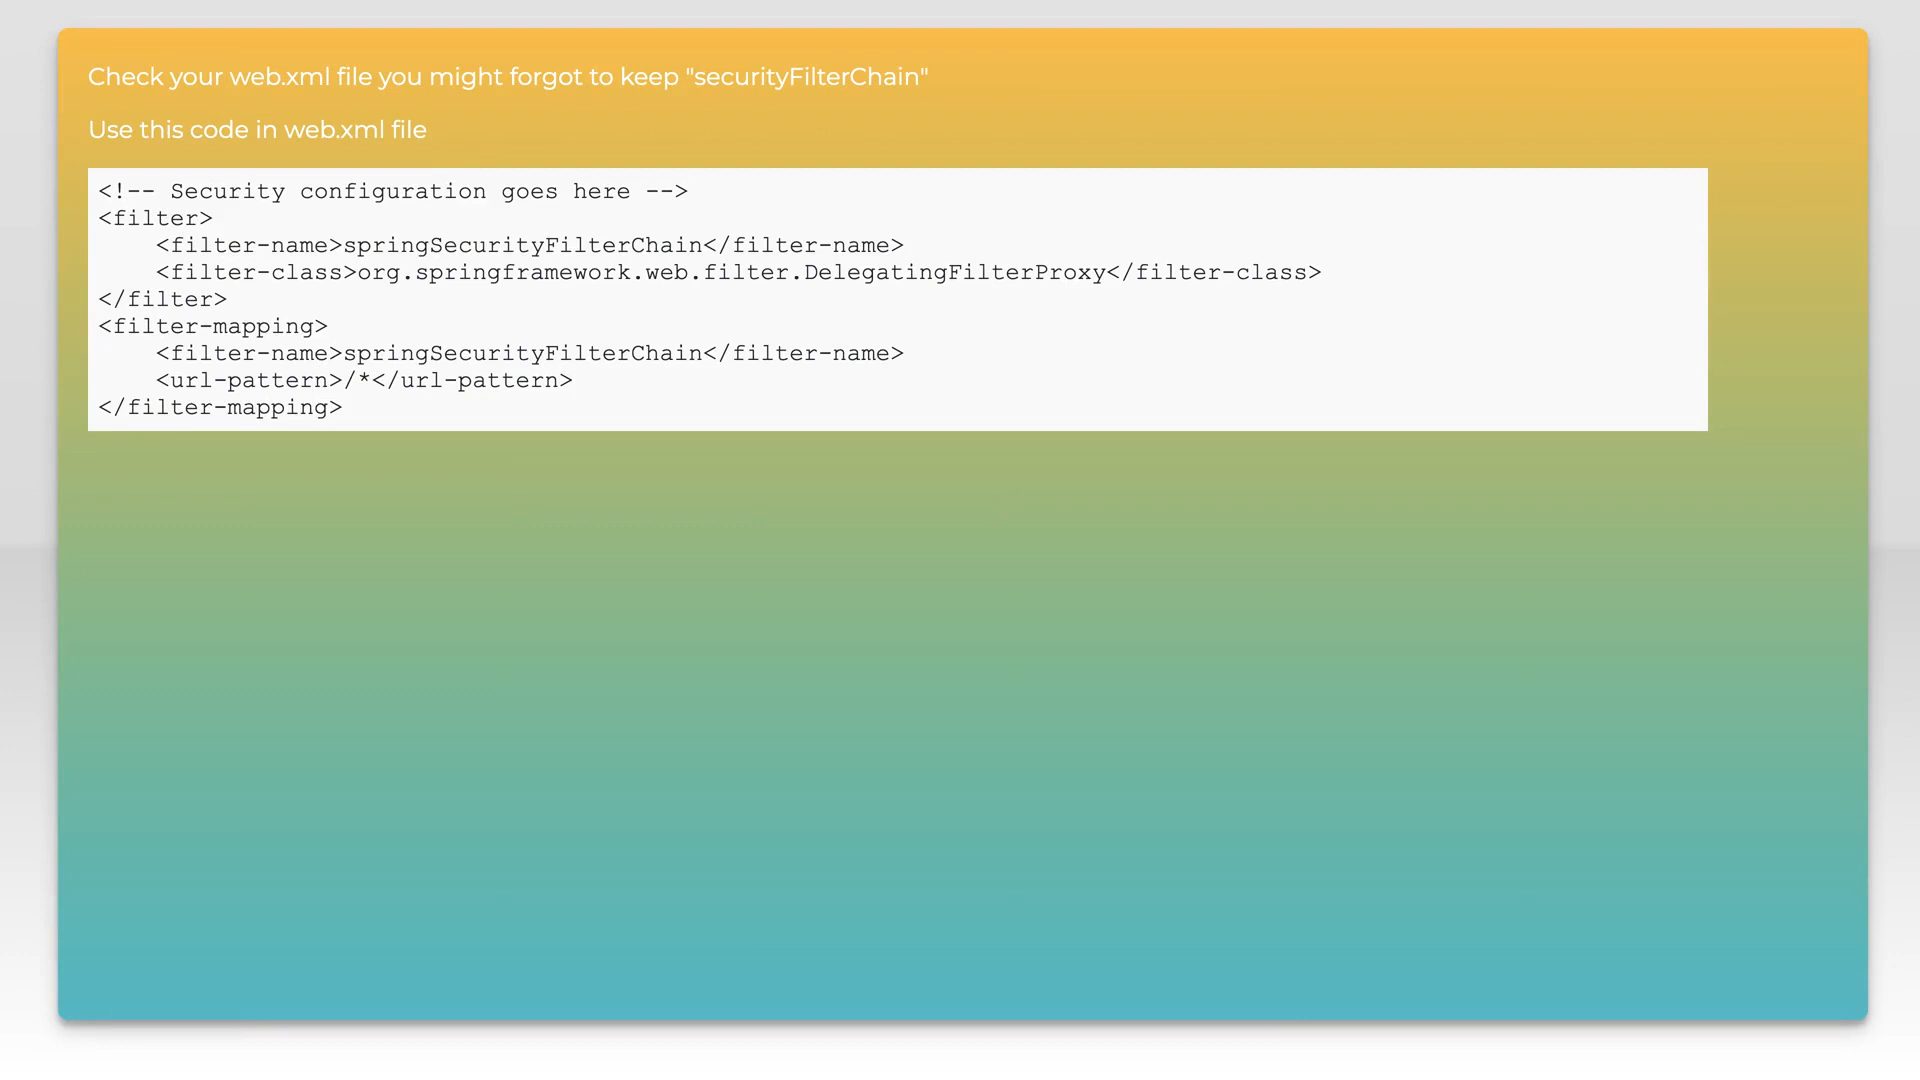 Check your web.xml file you might forgot to keep "securityFilterChain"
Use this code in web.xml file
<!-- Security configuration goes here -->
<filter>
    <filter-name>springSecurityFilterChain</filter-name>
    <filter-class>org.springframework.web.filter.DelegatingFilterProxy</filter-class>
</filter>
<filter-mapping>
    <filter-name>springSecurityFilterChain</filter-name>
    <url-pattern>/*</url-pattern>
</filter-mapping>